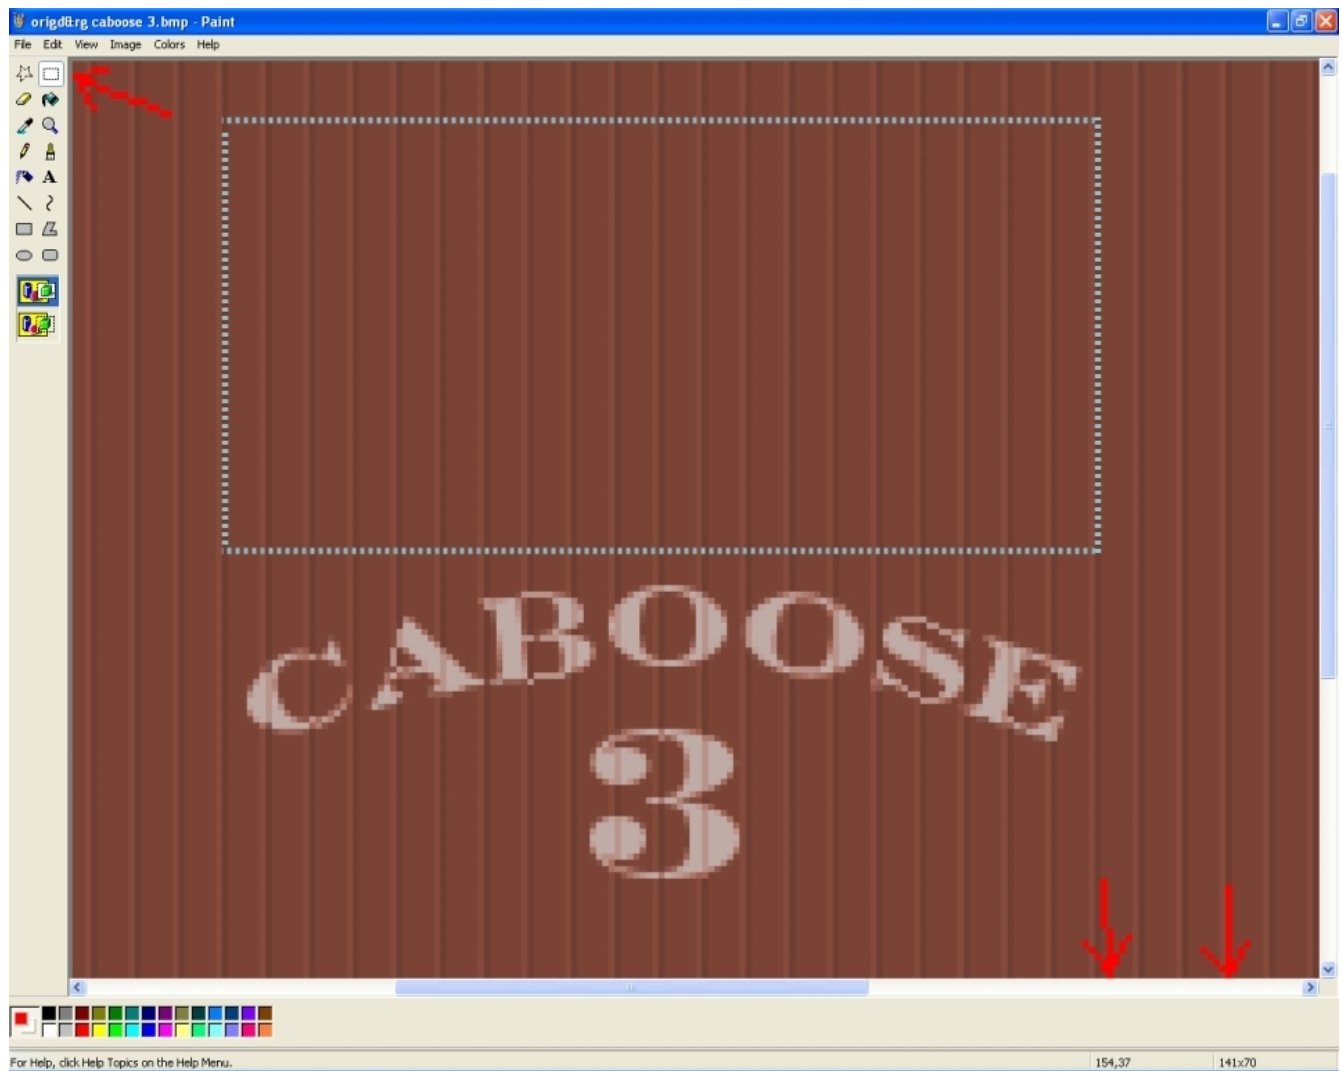 origd&rg caboose 3.bmp - Paint
File Edit View Image Colors Help
A
CABOOSE
3
For Help, click Help Topics on the Help Menu. 154,37 141x70